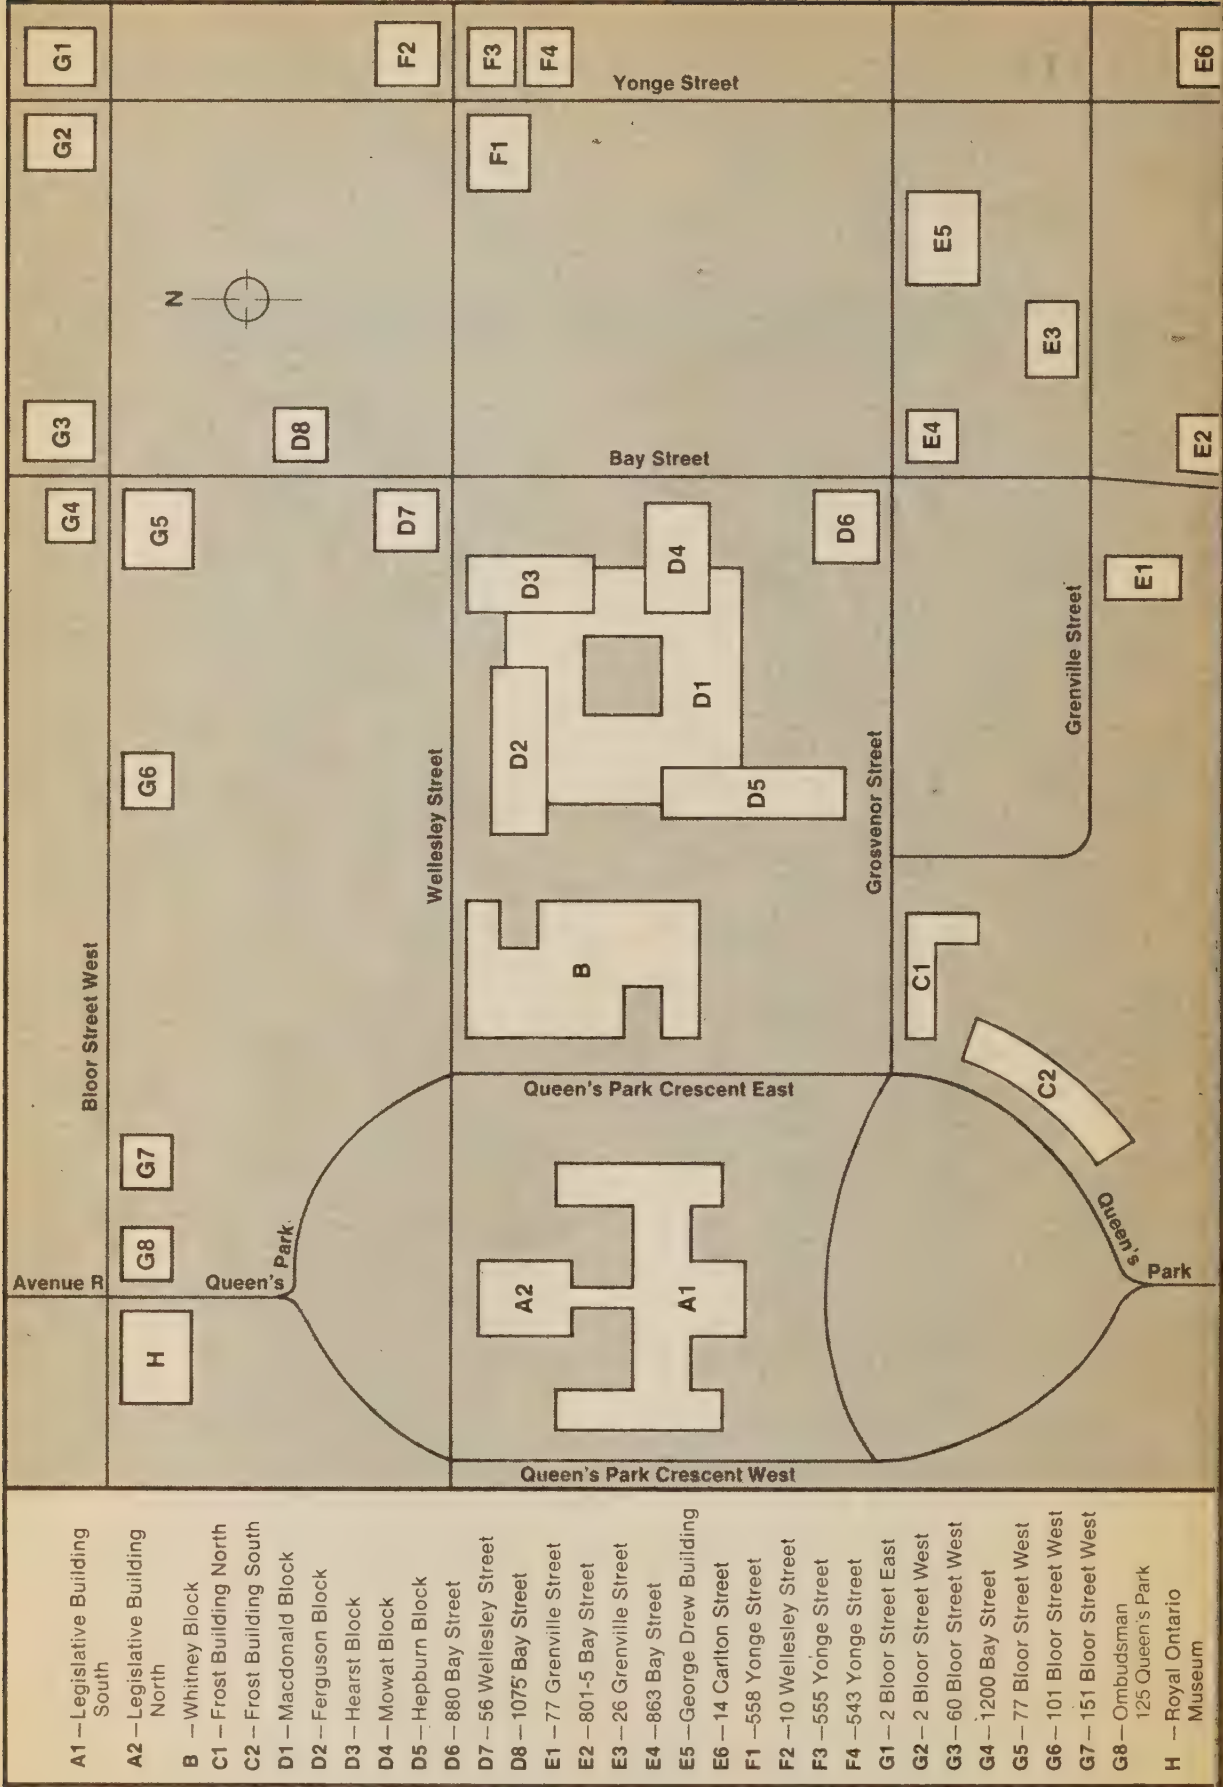 G1
F2
F3
F4
E6
Yonge Street
G2
F1
E5
N
E3
G3
D8
E4
E2
Bay Street
G4
G5
D7
D3
D4
D6
E1
D1
G6
D2
D5
Wellesley Street
Grosvenor Street
Grenville Street
Bloor Street West
B
C1
C2
Queen's Park Crescent East
G7
G8
Avenue R
Queen's
Park
A2
A1
Queen's
Park
H
Queen's Park Crescent West
A1 — Legislative Building
South
A2 — Legislative Building
North
B — Whitney Block
C1 — Frost Building North
C2 — Frost Building South
D1 — Macdonald Block
D2 — Ferguson Block
D3 — Hearst Block
D4 — Mowat Block
D5 — Hepburn Block
D6 — 880 Bay Street
D7 — 56 Wellesley Street
D8 — 1075 Bay Street
E1 — 77 Grenville Street
E2 — 801-5 Bay Street
E3 — 26 Grenville Street
E4 — 863 Bay Street
E5 — George Drew Building
E6 — 14 Carlton Street
F1 — 558 Yonge Street
F2 — 10 Wellesley Street
F3 — 555 Yonge Street
F4 — 543 Yonge Street
G1 — 2 Bloor Street East
G2 — 2 Bloor Street West
G3 — 60 Bloor Street West
G4 — 1200 Bay Street
G5 — 77 Bloor Street West
G6 — 101 Bloor Street West
G7 — 151 Bloor Street West
G8 — Ombudsman
125 Queen's Park
H — Royal Ontario
Museum